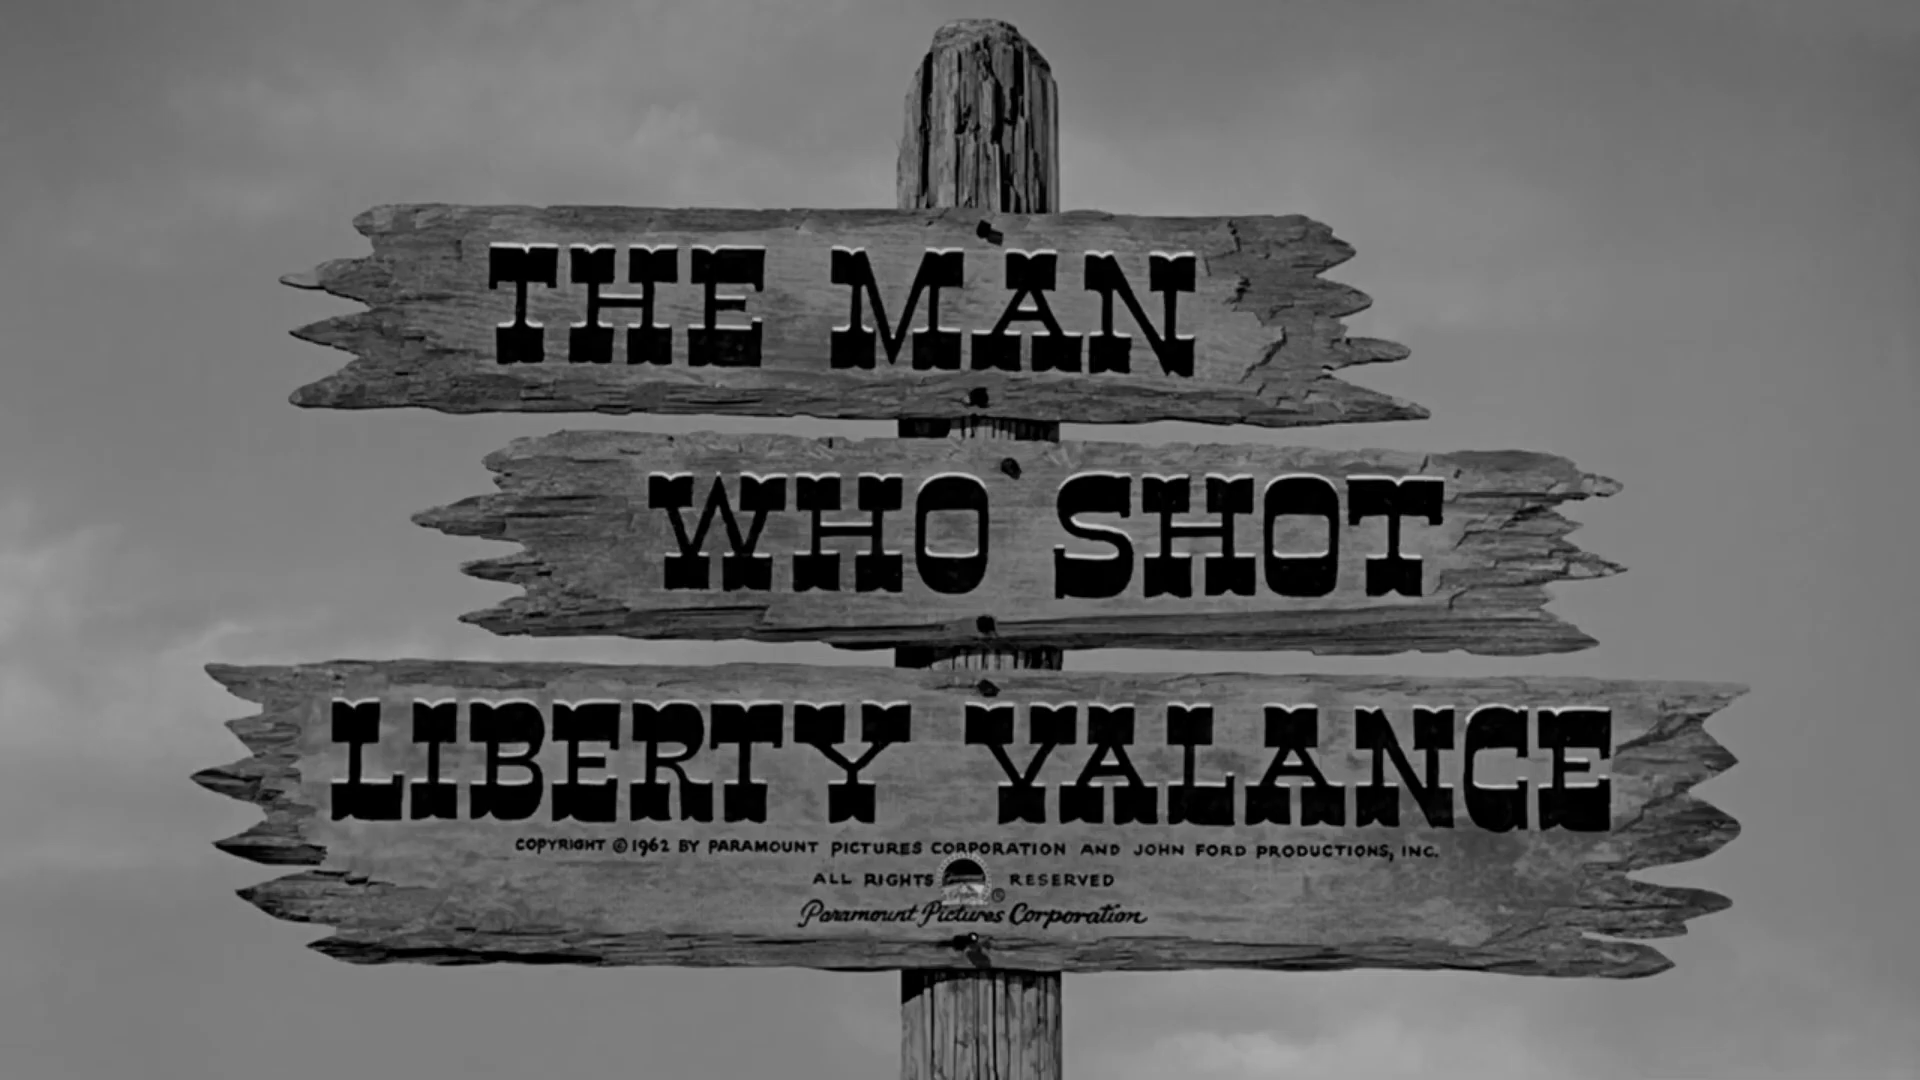 THE MAN
WHO SHOT
LIBERTY VALANCE
COPYRIGHT © 1962 BY PARAMOUNT PICTURES CORPORATION AND JOHN FORD PRODUCTIONS, INC.
ALL RIGHTS RESERVED
©
Paramount Pictures Corporation